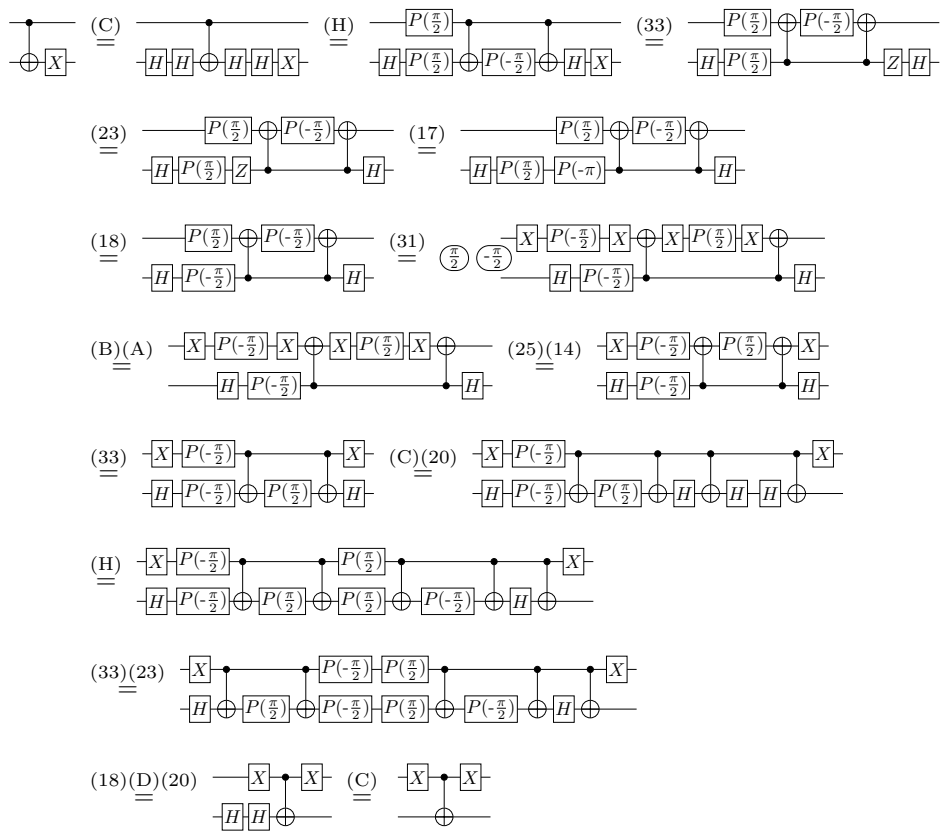 (C) (H) P(π/2) (33) P(π/2) P(-π/2)
= = =
X H H H H X H P(π/2) P(-π/2) H X H P(π/2) Z H
(23) P(π/2) P(-π/2) (17) P(π/2) P(-π/2)
= =
H P(π/2) Z H H P(π/2) P(-π) H
(18) P(π/2) P(-π/2) (31) X P(-π/2) X X P(π/2) X
= =
H P(-π/2) H π/2 -π/2 H P(-π/2) H
(B)(A) X P(-π/2) X X P(π/2) X (25)(14) X P(-π/2) P(π/2) X
= =
H P(-π/2) H H P(-π/2) H
(33) X P(-π/2) X (C)(20) X P(-π/2) X
= =
H P(-π/2) P(π/2) H H P(-π/2) P(π/2) H H H
(H) X P(-π/2) P(π/2) X
=
H P(-π/2) P(π/2) P(π/2) P(-π/2) H
(33)(23) X P(-π/2) P(π/2) X
=
H P(π/2) P(-π/2) P(π/2) P(-π/2) H
(18)(D)(20) X X (C) X X
= =
H H